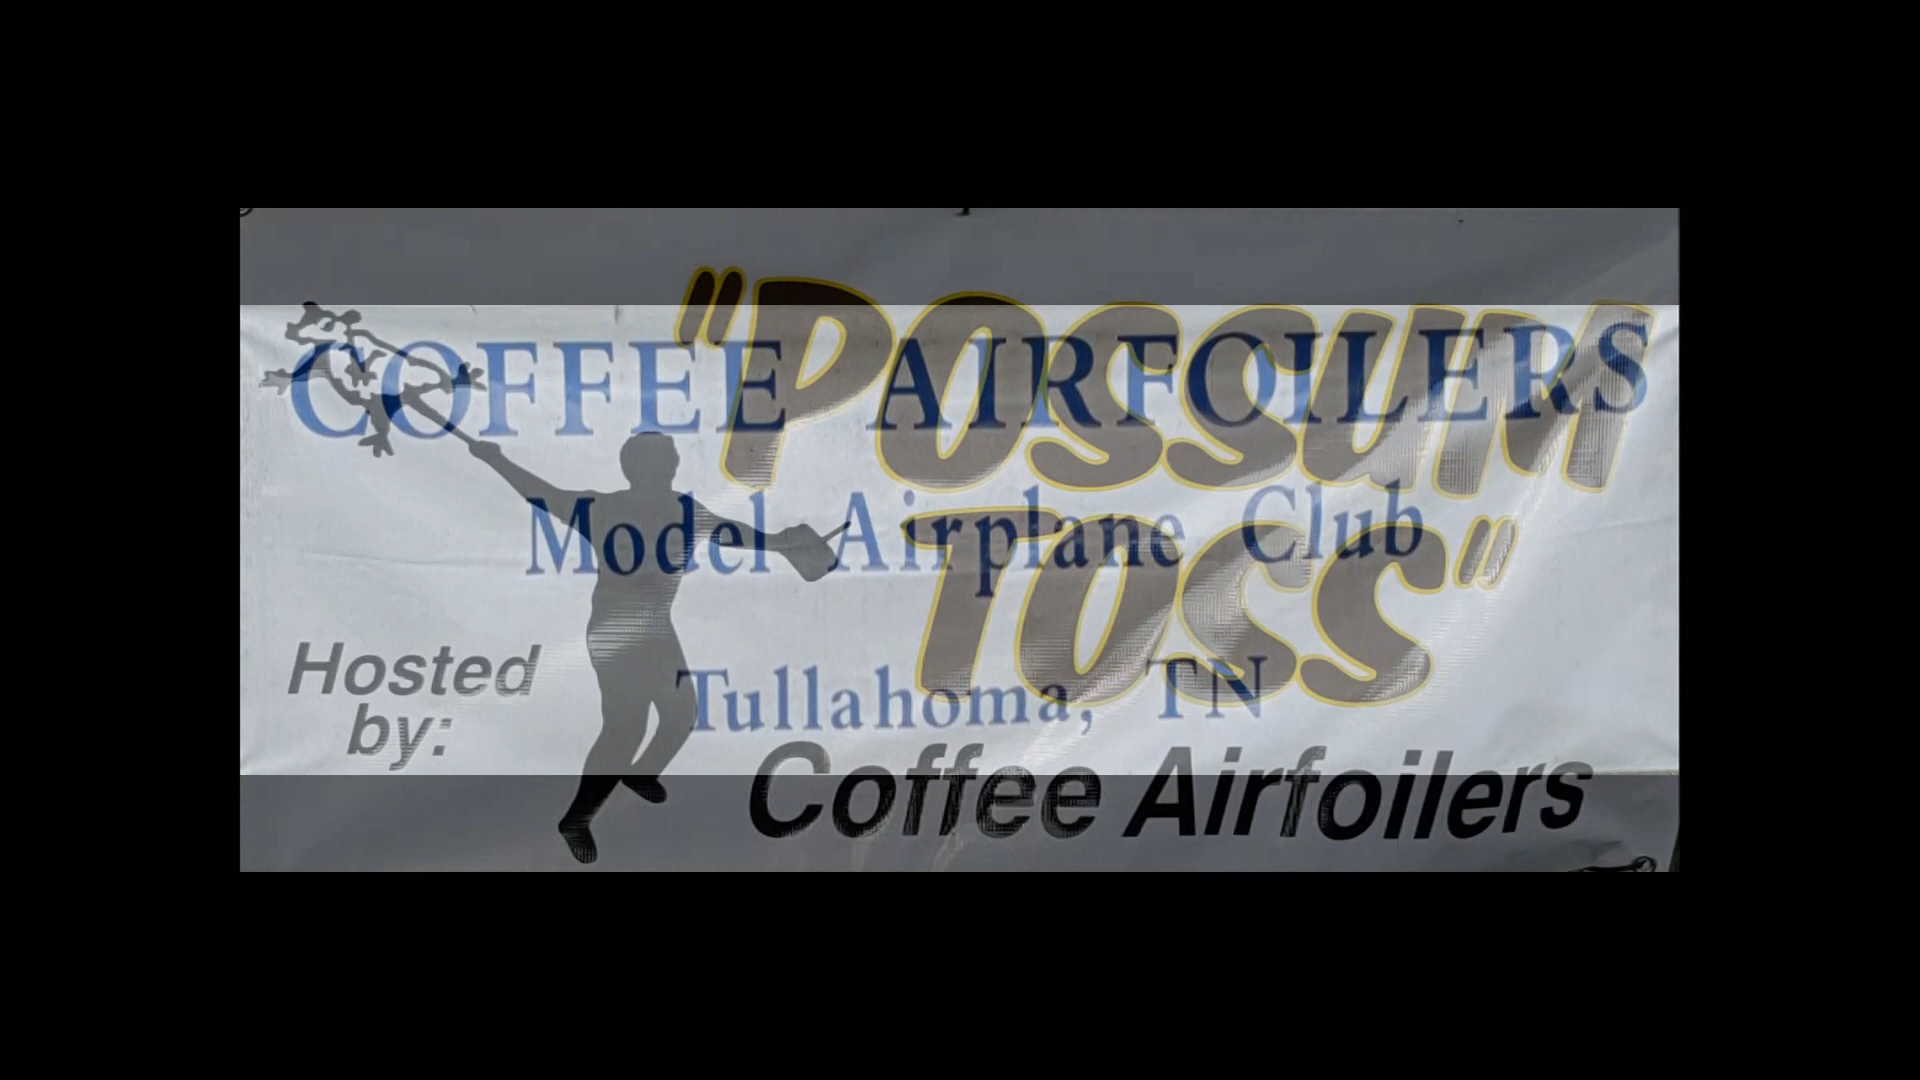 COFFEE AIRFOILERS
Model Airplane Club
Tullahoma, TN
"POSSUM
TOSS"
Hosted
by:
Coffee Airfoilers